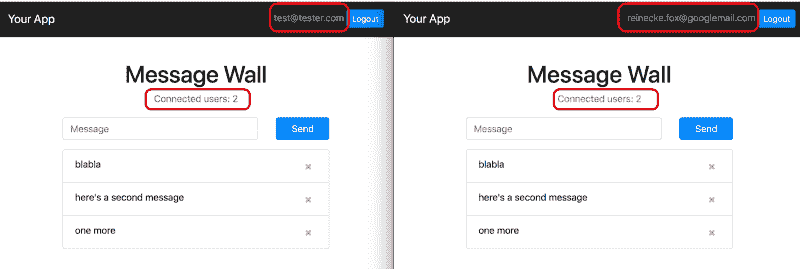 Your App test@tester.com Logout
Message Wall
Connected users: 2
Message Send
blabla
here's a second message
one more
Your App reinecke.fox@googlemail.com Logout
Message Wall
Connected users: 2
Message Send
blabla
here's a second message
one more